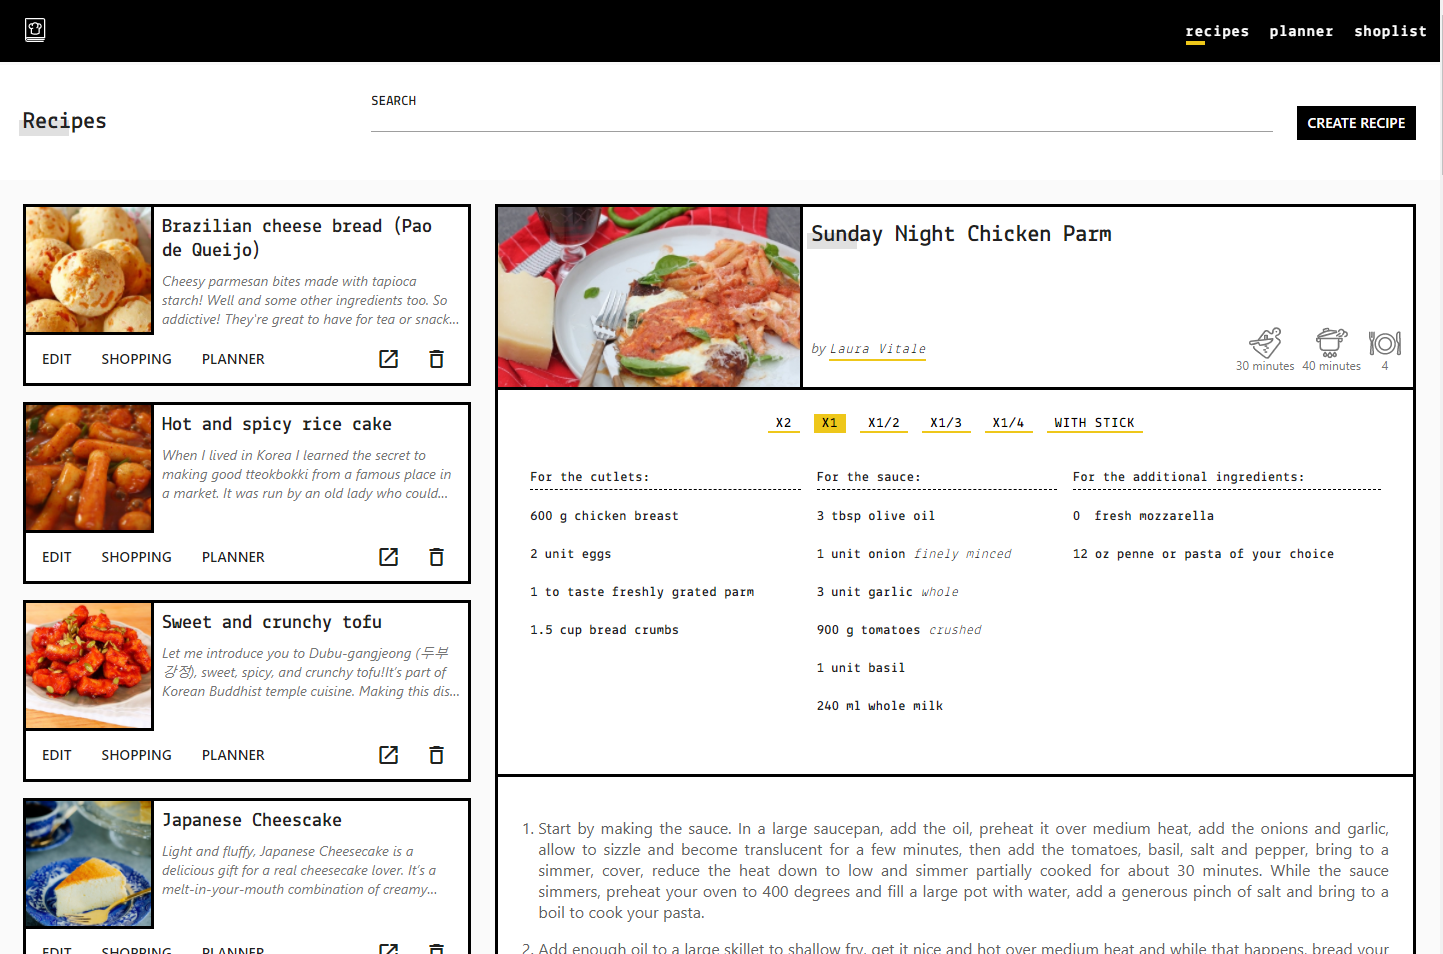 recipes planner shoplist
Recipes
SEARCH
CREATE RECIPE
Brazilian cheese bread (Pao
de Queijo)
Cheesy parmesan bites made with tapioca
starch! Well and some other ingredients too. So
addictive! They're great to have for tea or snack...
EDIT SHOPPING PLANNER
Hot and spicy rice cake
When I lived in Korea I learned the secret to
making good tteokbokki from a famous place in
a market. It was run by an old lady who could...
EDIT SHOPPING PLANNER
Sweet and crunchy tofu
Let me introduce you to Dubu-gangjeong (두부
강정), sweet, spicy, and crunchy tofu!It's part of
Korean Buddhist temple cuisine. Making this dis...
EDIT SHOPPING PLANNER
Japanese Cheescake
Light and fluffy, Japanese Cheesecake is a
delicious gift for a real cheesecake lover. It's a
melt-in-your-mouth combination of creamy...
EDIT SHOPPING PLANNER
Sunday Night Chicken Parm
by Laura Vitale
30 minutes 40 minutes 4
X2 X1 X1/2 X1/3 X1/4 WITH STICK
For the cutlets:
600 g chicken breast
2 unit eggs
1 to taste freshly grated parm
1.5 cup bread crumbs
For the sauce:
3 tbsp olive oil
1 unit onion finely minced
3 unit garlic whole
900 g tomatoes crushed
1 unit basil
240 ml whole milk
For the additional ingredients:
0 fresh mozzarella
12 oz penne or pasta of your choice
1. Start by making the sauce. In a large saucepan, add the oil, preheat it over medium heat, add the onions and garlic,
allow to sizzle and become translucent for a few minutes, then add the tomatoes, basil, salt and pepper, bring to a
simmer, cover, reduce the heat down to low and simmer partially cooked for about 30 minutes. While the sauce
simmers, preheat your oven to 400 degrees and fill a large pot with water, add a generous pinch of salt and bring to a
boil to cook your pasta.
2. Add enough oil to a large skillet to shallow fry, get it nice and hot over medium heat and while that happens, bread your